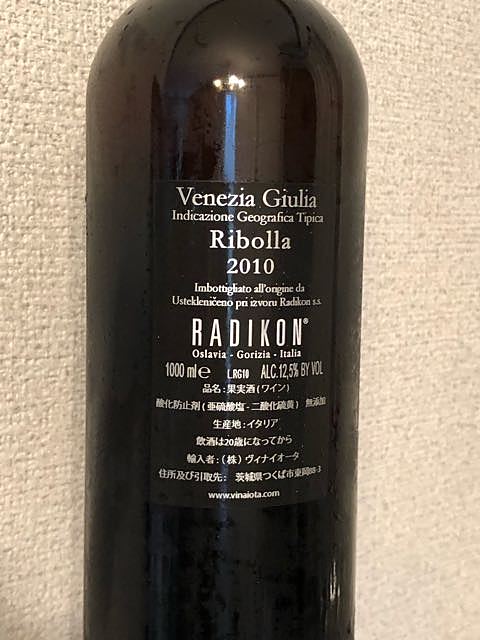 Venezia Giulia
Indicazione Geografica Tipica
Ribolla
2010
Imbottigliato all'origine da
Ustekleničeno pri izvoru Radikon s.s.
RADIKON®
Oslavia - Gorizia - Italia
1000 ml℮ L.RG10 ALC.12,5% BY VOL
品名 : 果実酒 (ワイン)
酸化防止剤 ( 亜硫酸塩 - 二酸化硫黄 ) 無添加
生産地 : イタリア
飲酒は20歳になってから
輸入者 : (株) ヴィナイオータ
住所及び引取先 : 茨城県つくば市東岡88-3
www.vinaiota.com